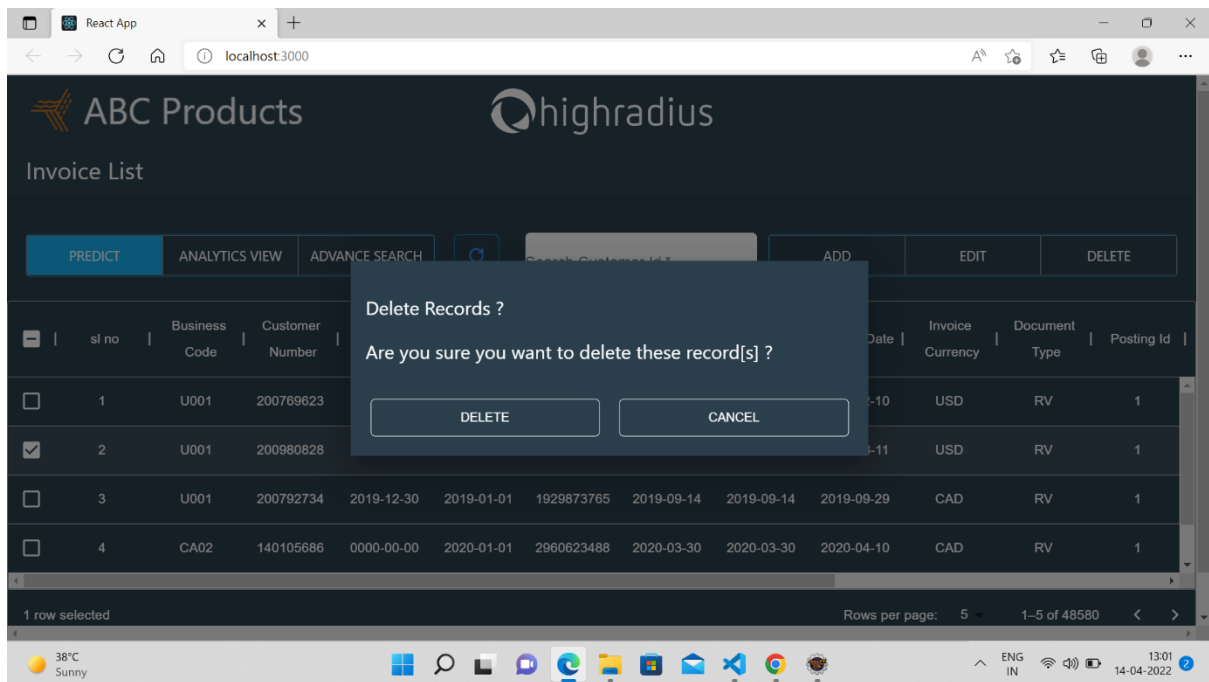 React App
localhost:3000
ABC Products
highradius
Invoice List
PREDICT ANALYTICS VIEW ADVANCE SEARCH ADD EDIT DELETE
Delete Records ?
Are you sure you want to delete these record[s] ?
DELETE CANCEL
sl no Business Code Customer Number Date Invoice Currency Document Type Posting Id
1 U001 200769623 -10 USD RV 1
2 U001 200980828 -11 USD RV 1
3 U001 200792734 2019-12-30 2019-01-01 1929873765 2019-09-14 2019-09-14 2019-09-29 CAD RV 1
4 CA02 140105686 0000-00-00 2020-01-01 2960623488 2020-03-30 2020-03-30 2020-04-10 CAD RV 1
1 row selected Rows per page: 5 1–5 of 48580
38°C
Sunny
ENG
IN
13:01
14-04-2022
2